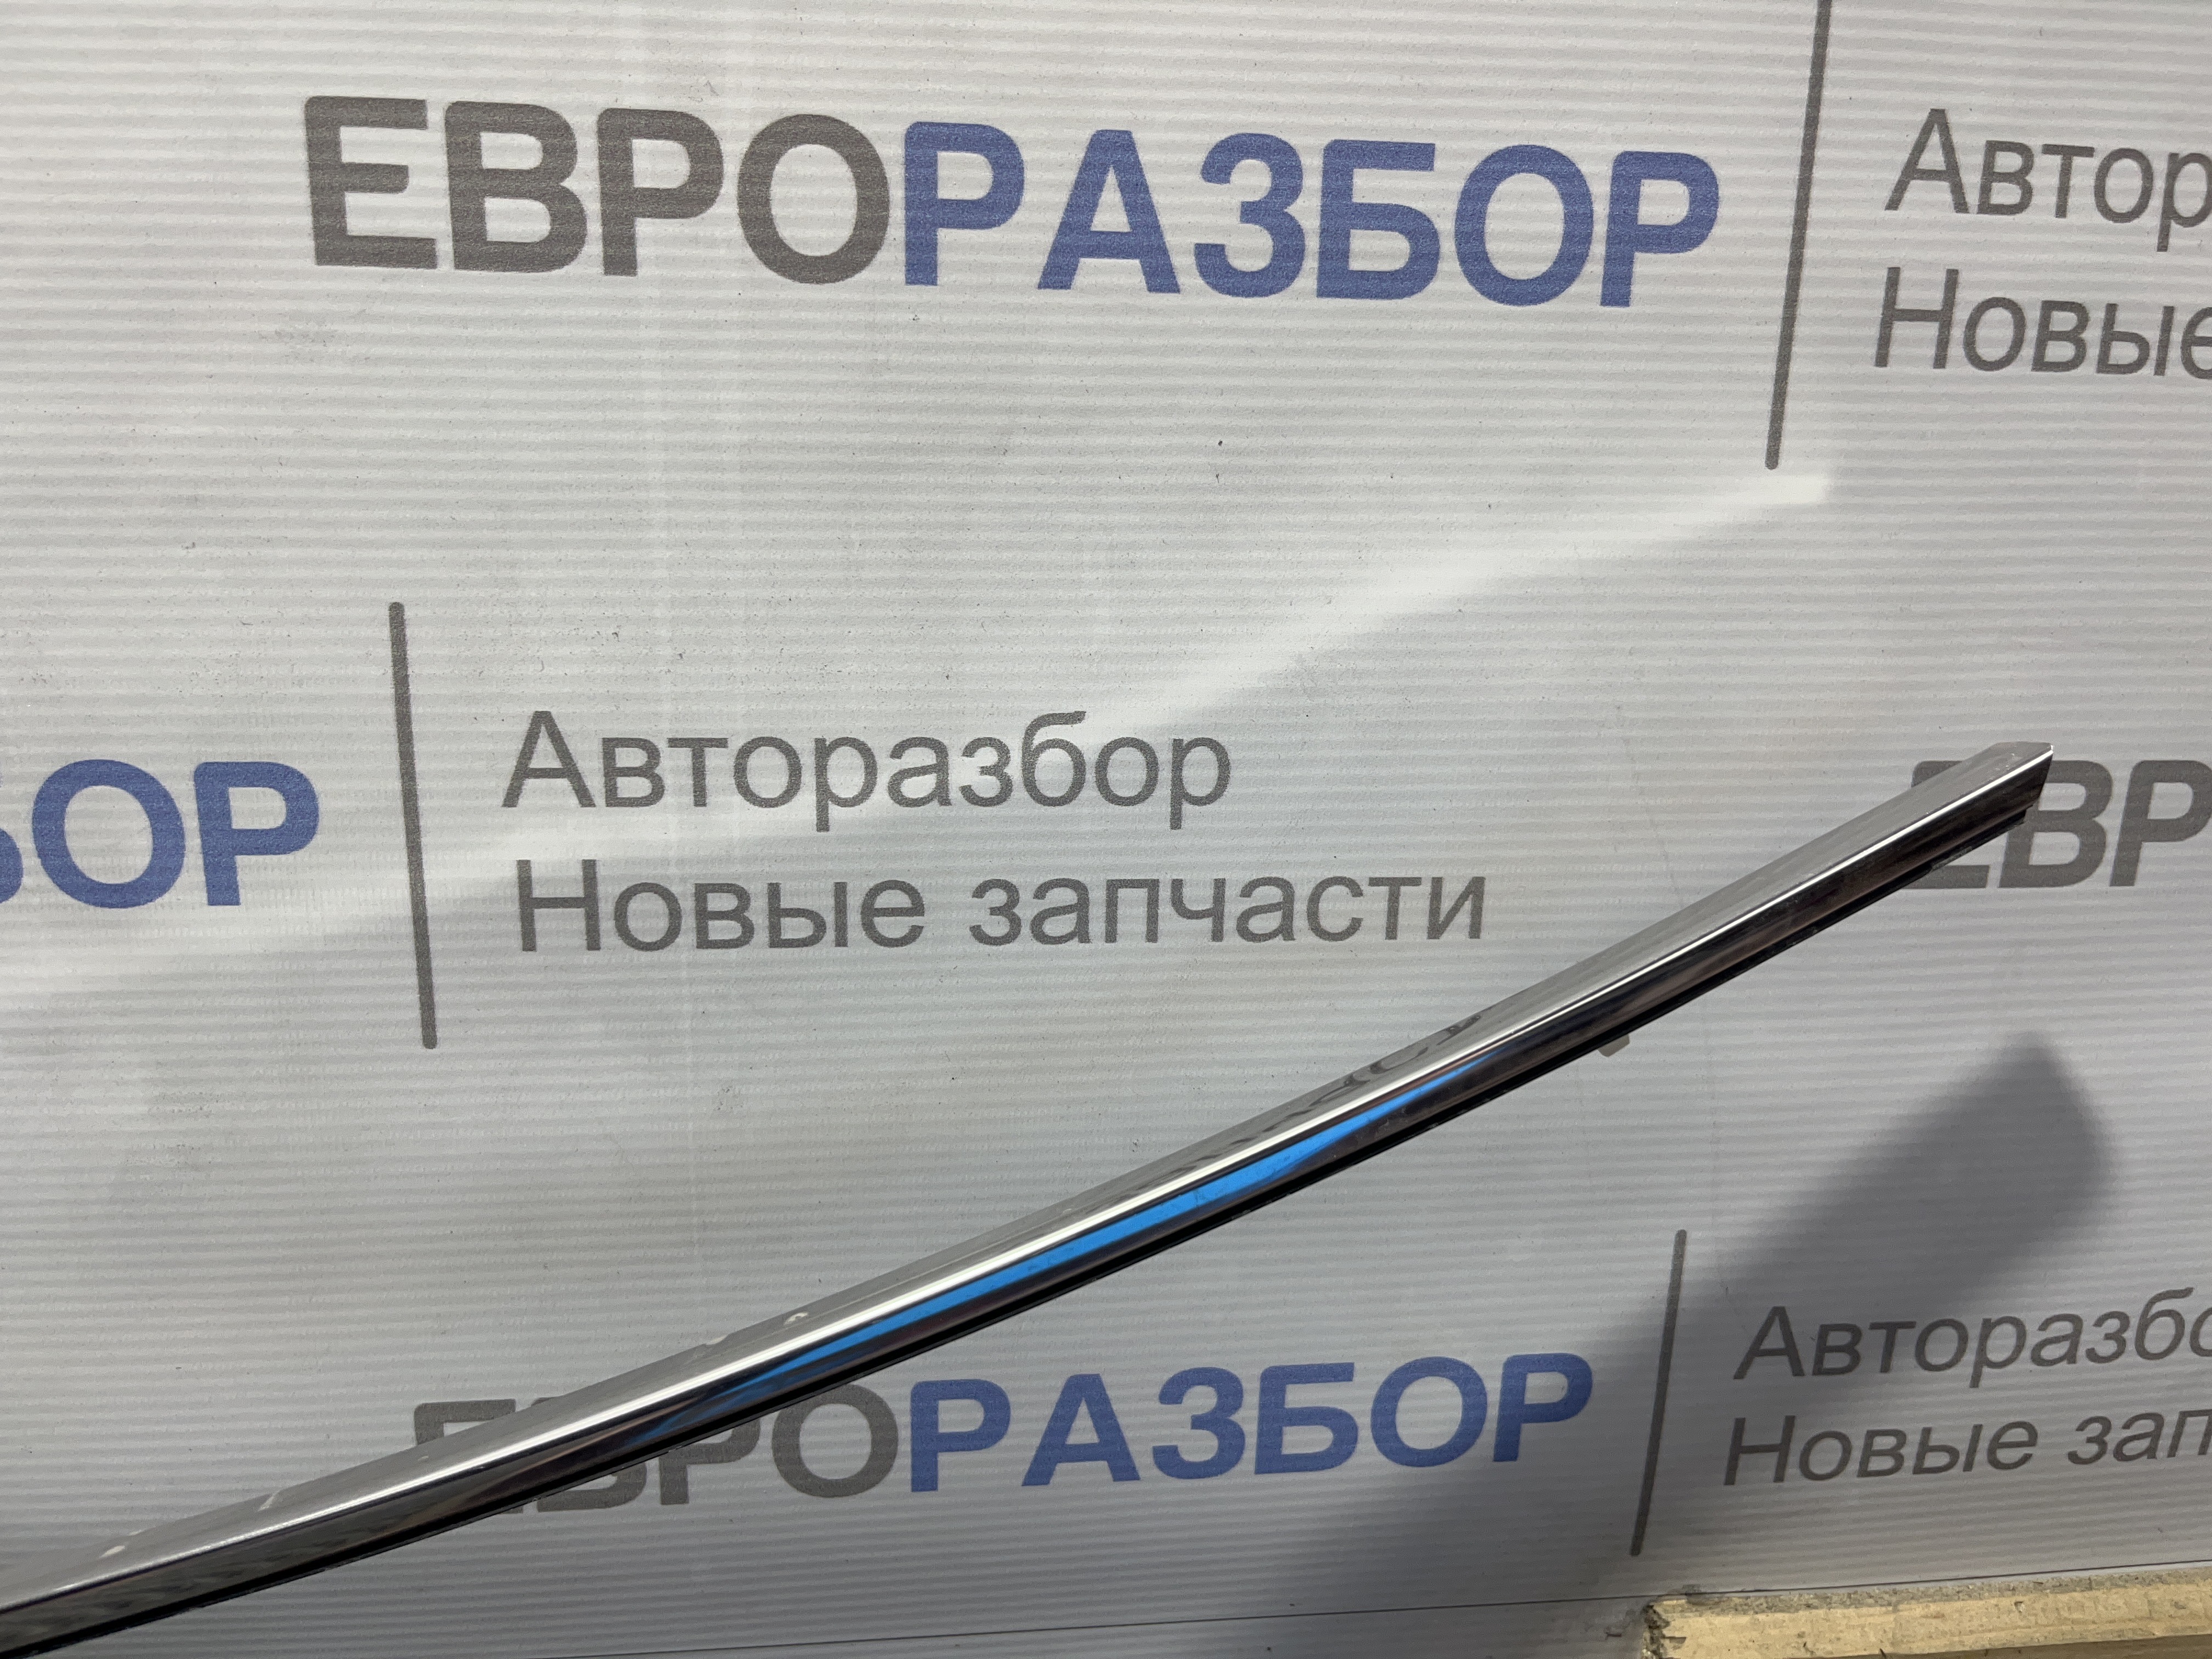 ЕВРОРАЗБОР
Автор
Новые
БОР
Авторазбор
Новые запчасти
ЕВР
ЕВРОРАЗБОР
Авторазбо
Новые зап